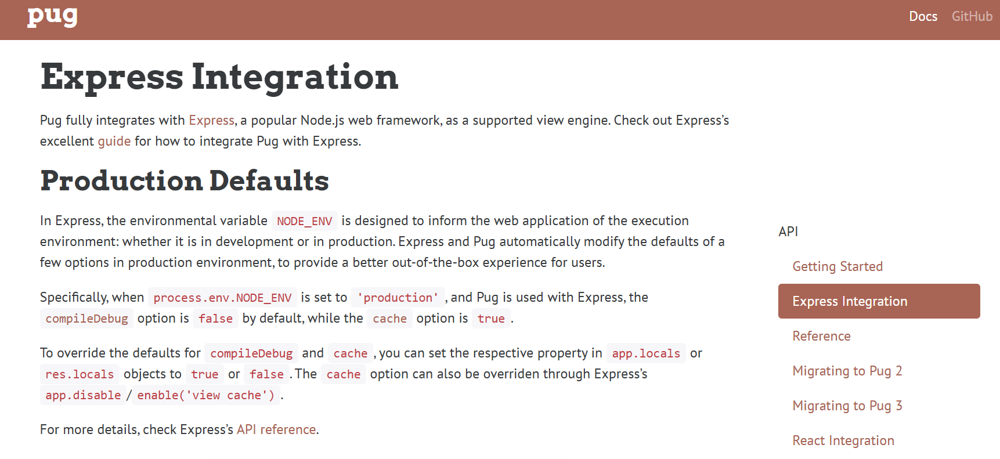 pug
Docs GitHub
Express Integration
Pug fully integrates with Express, a popular Node.js web framework, as a supported view engine. Check out Express’s
excellent guide for how to integrate Pug with Express.
Production Defaults
In Express, the environmental variable NODE_ENV is designed to inform the web application of the execution
environment: whether it is in development or in production. Express and Pug automatically modify the defaults of a
few options in production environment, to provide a better out-of-the-box experience for users.
Specifically, when process.env.NODE_ENV is set to 'production', and Pug is used with Express, the
compileDebug option is false by default, while the cache option is true.
To override the defaults for compileDebug and cache, you can set the respective property in app.locals or
res.locals objects to true or false. The cache option can also be overriden through Express’s
app.disable/enable('view cache').
For more details, check Express’s API reference.
API
Getting Started
Express Integration
Reference
Migrating to Pug 2
Migrating to Pug 3
React Integration